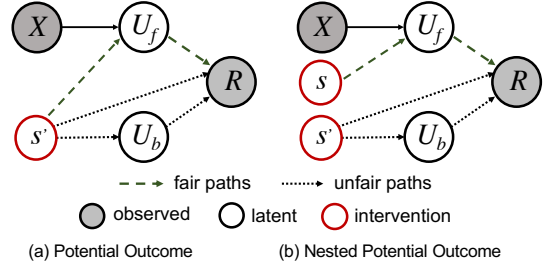 X U_f X U_f
R s R
s' U_b s' U_b
fair paths unfair paths
observed latent intervention
(a) Potential Outcome (b) Nested Potential Outcome